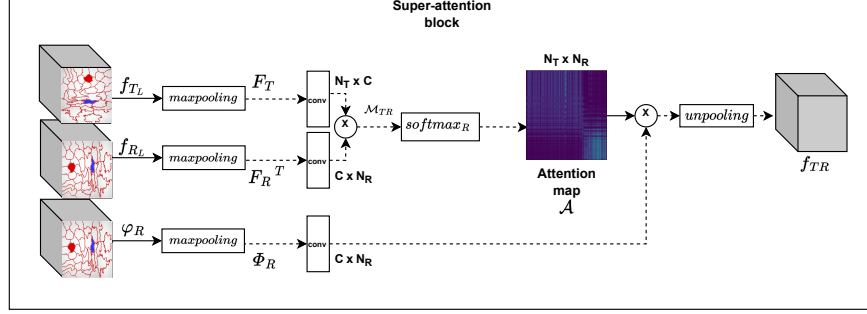 Super-attention
block
f_{T_L}
maxpooling
F_T
conv
N_T x C
x
M_{TR}
softmax_R
N_T x N_R
Attention
map
A
x
unpooling
f_{TR}
f_{R_L}
maxpooling
F_R^T
conv
C x N_R
φ_R
maxpooling
Φ_R
conv
C x N_R